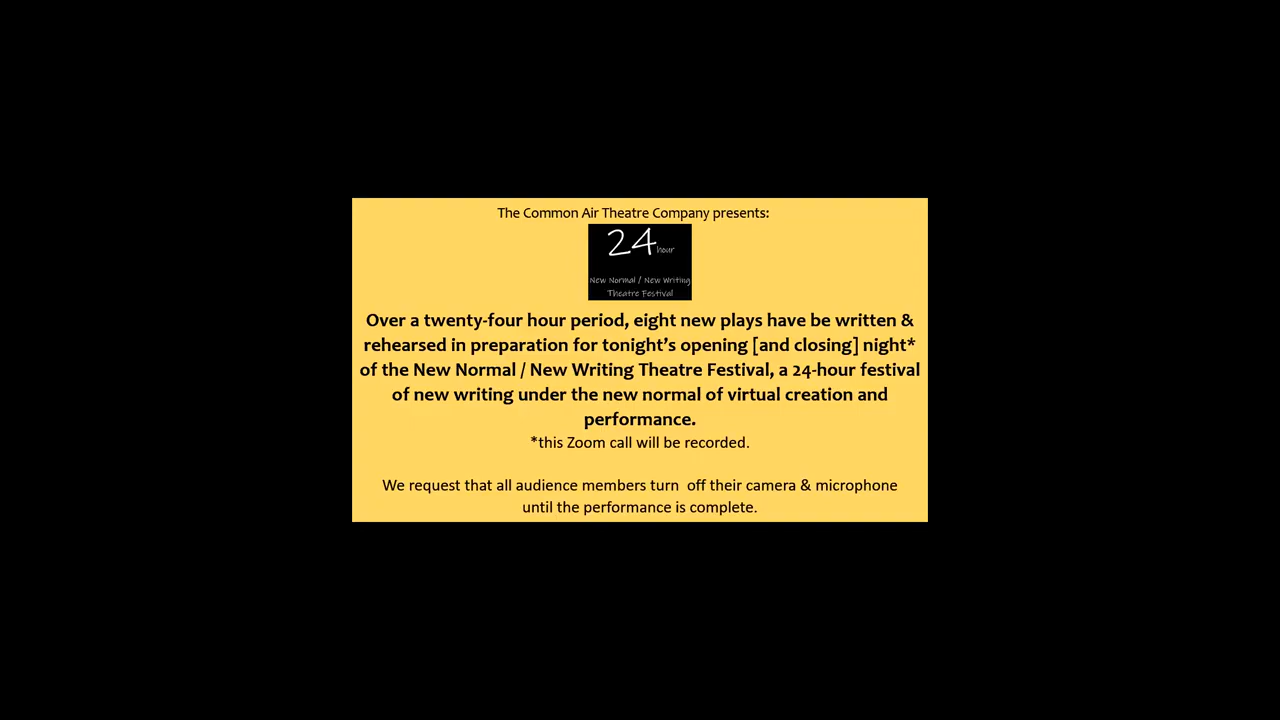 The Common Air Theatre Company presents:
24 hour
New Normal / New Writing
Theatre Festival
Over a twenty-four hour period, eight new plays have be written &
rehearsed in preparation for tonight’s opening [and closing] night*
of the New Normal / New Writing Theatre Festival, a 24-hour festival
of new writing under the new normal of virtual creation and
performance.
*this Zoom call will be recorded.
We request that all audience members turn  off their camera & microphone
until the performance is complete.